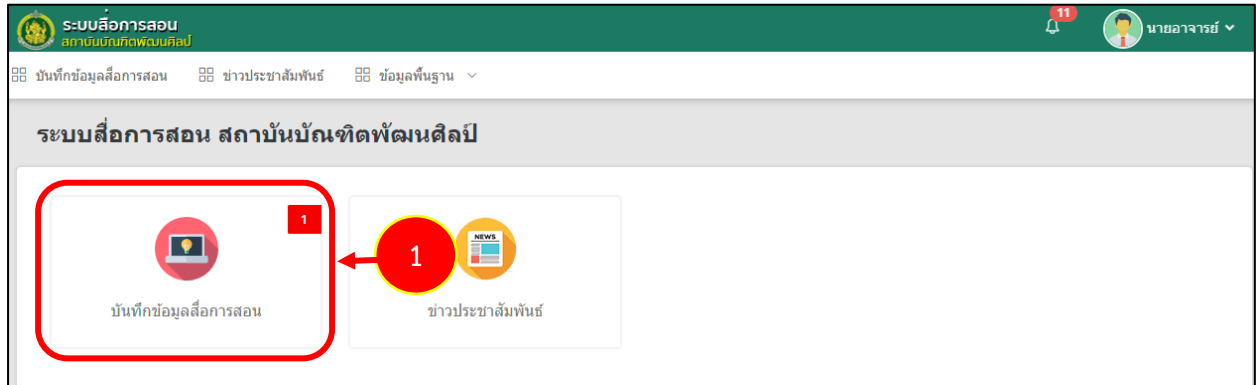 ระบบสื่อการสอน
สถาบันบัณฑิตพัฒนศิลป์
11
นายอาจารย์
บันทึกข้อมูลสื่อการสอน ข่าวประชาสัมพันธ์ ข้อมูลพื้นฐาน
ระบบสื่อการสอน สถาบันบัณฑิตพัฒนศิลป์
1
1
NEWS
บันทึกข้อมูลสื่อการสอน
ข่าวประชาสัมพันธ์